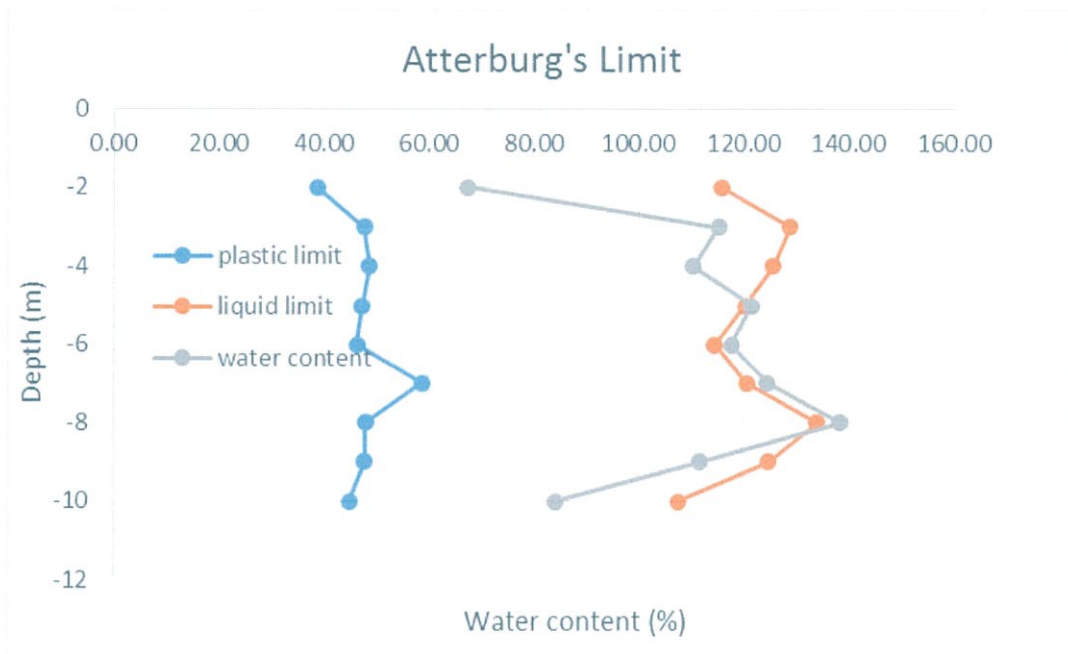 Atterburg's Limit
0
0.00 20.00 40.00 60.00 80.00 100.00 120.00 140.00 160.00
-2
-4
-6
-8
-10
-12
plastic limit
liquid limit
water content
Depth (m)
Water content (%)